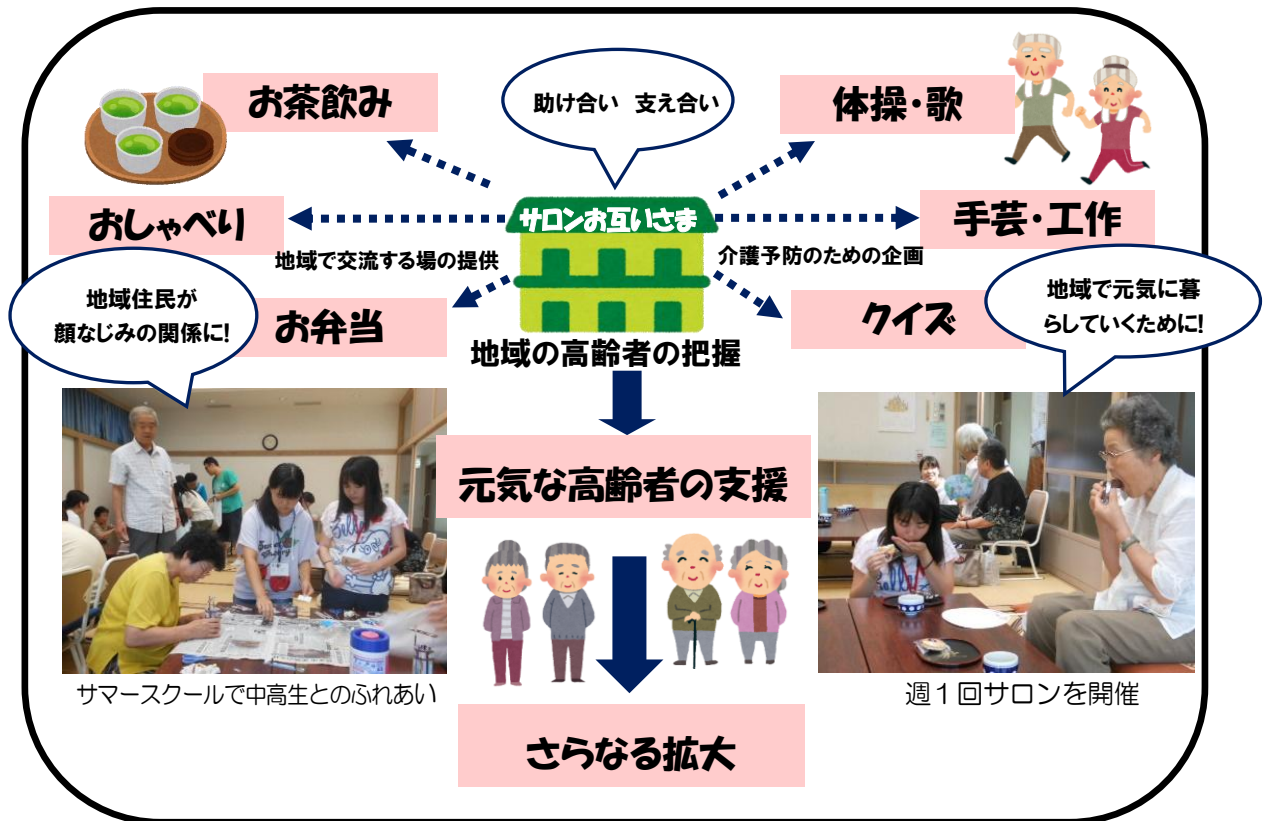 お茶飲み
助け合い 支え合い
体操・歌
おしゃべり
サロンお互いさま
手芸・工作
地域で交流する場の提供
介護予防のための企画
地域住民が
顔なじみの関係に!
お弁当
クイズ
地域で元気に暮
らしていくために!
地域の高齢者の把握
元気な高齢者の支援
サマースクールで中高生とのふれあい
週1回サロンを開催
さらなる拡大